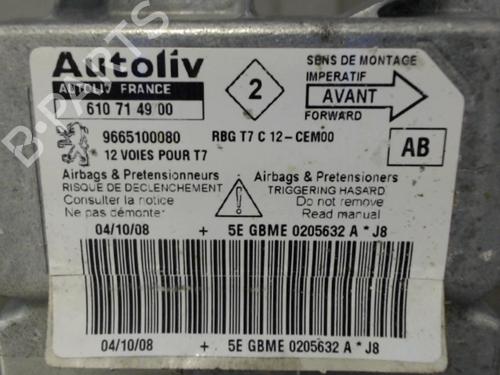 Autoliv
AUTOLIV FRANCE
610 71 49 00
2
SENS DE MONTAGE
IMPERATIF
AVANT
FORWARD
9665100080
RBG T7 C 12-CEM00
12 VOIES POUR T7
AB
Airbags & Pretensionneurs
RISQUE DE DECLENCHEMENT
Consulter la notice
Ne pas démonter
Airbags & Pretensioners
TRIGGERING HASARD
Do not remove
Read manual
04/10/08 + 5E GBME 0205632 A * J8
04/10/08 + 5E GBME 0205632 A * J8
B-PARTS